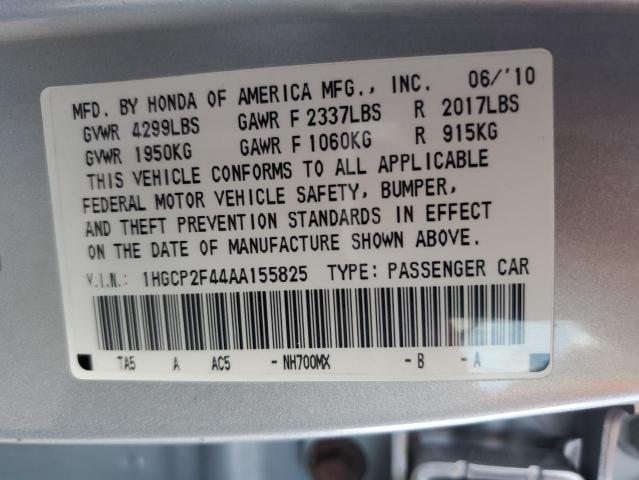 MFD. BY HONDA OF AMERICA MFG., INC. 06/'10
GVWR 4299LBS GAWR F 2337LBS R 2017LBS
GVWR 1950KG GAWR F 1060KG R 915KG
THIS VEHICLE CONFORMS TO ALL APPLICABLE
FEDERAL MOTOR VEHICLE SAFETY, BUMPER,
AND THEFT PREVENTION STANDARDS IN EFFECT
ON THE DATE OF MANUFACTURE SHOWN ABOVE.
V.I.N.: 1HGCP2F44AA155825 TYPE: PASSENGER CAR
TA5 A AC5 - NH700MX - B - A